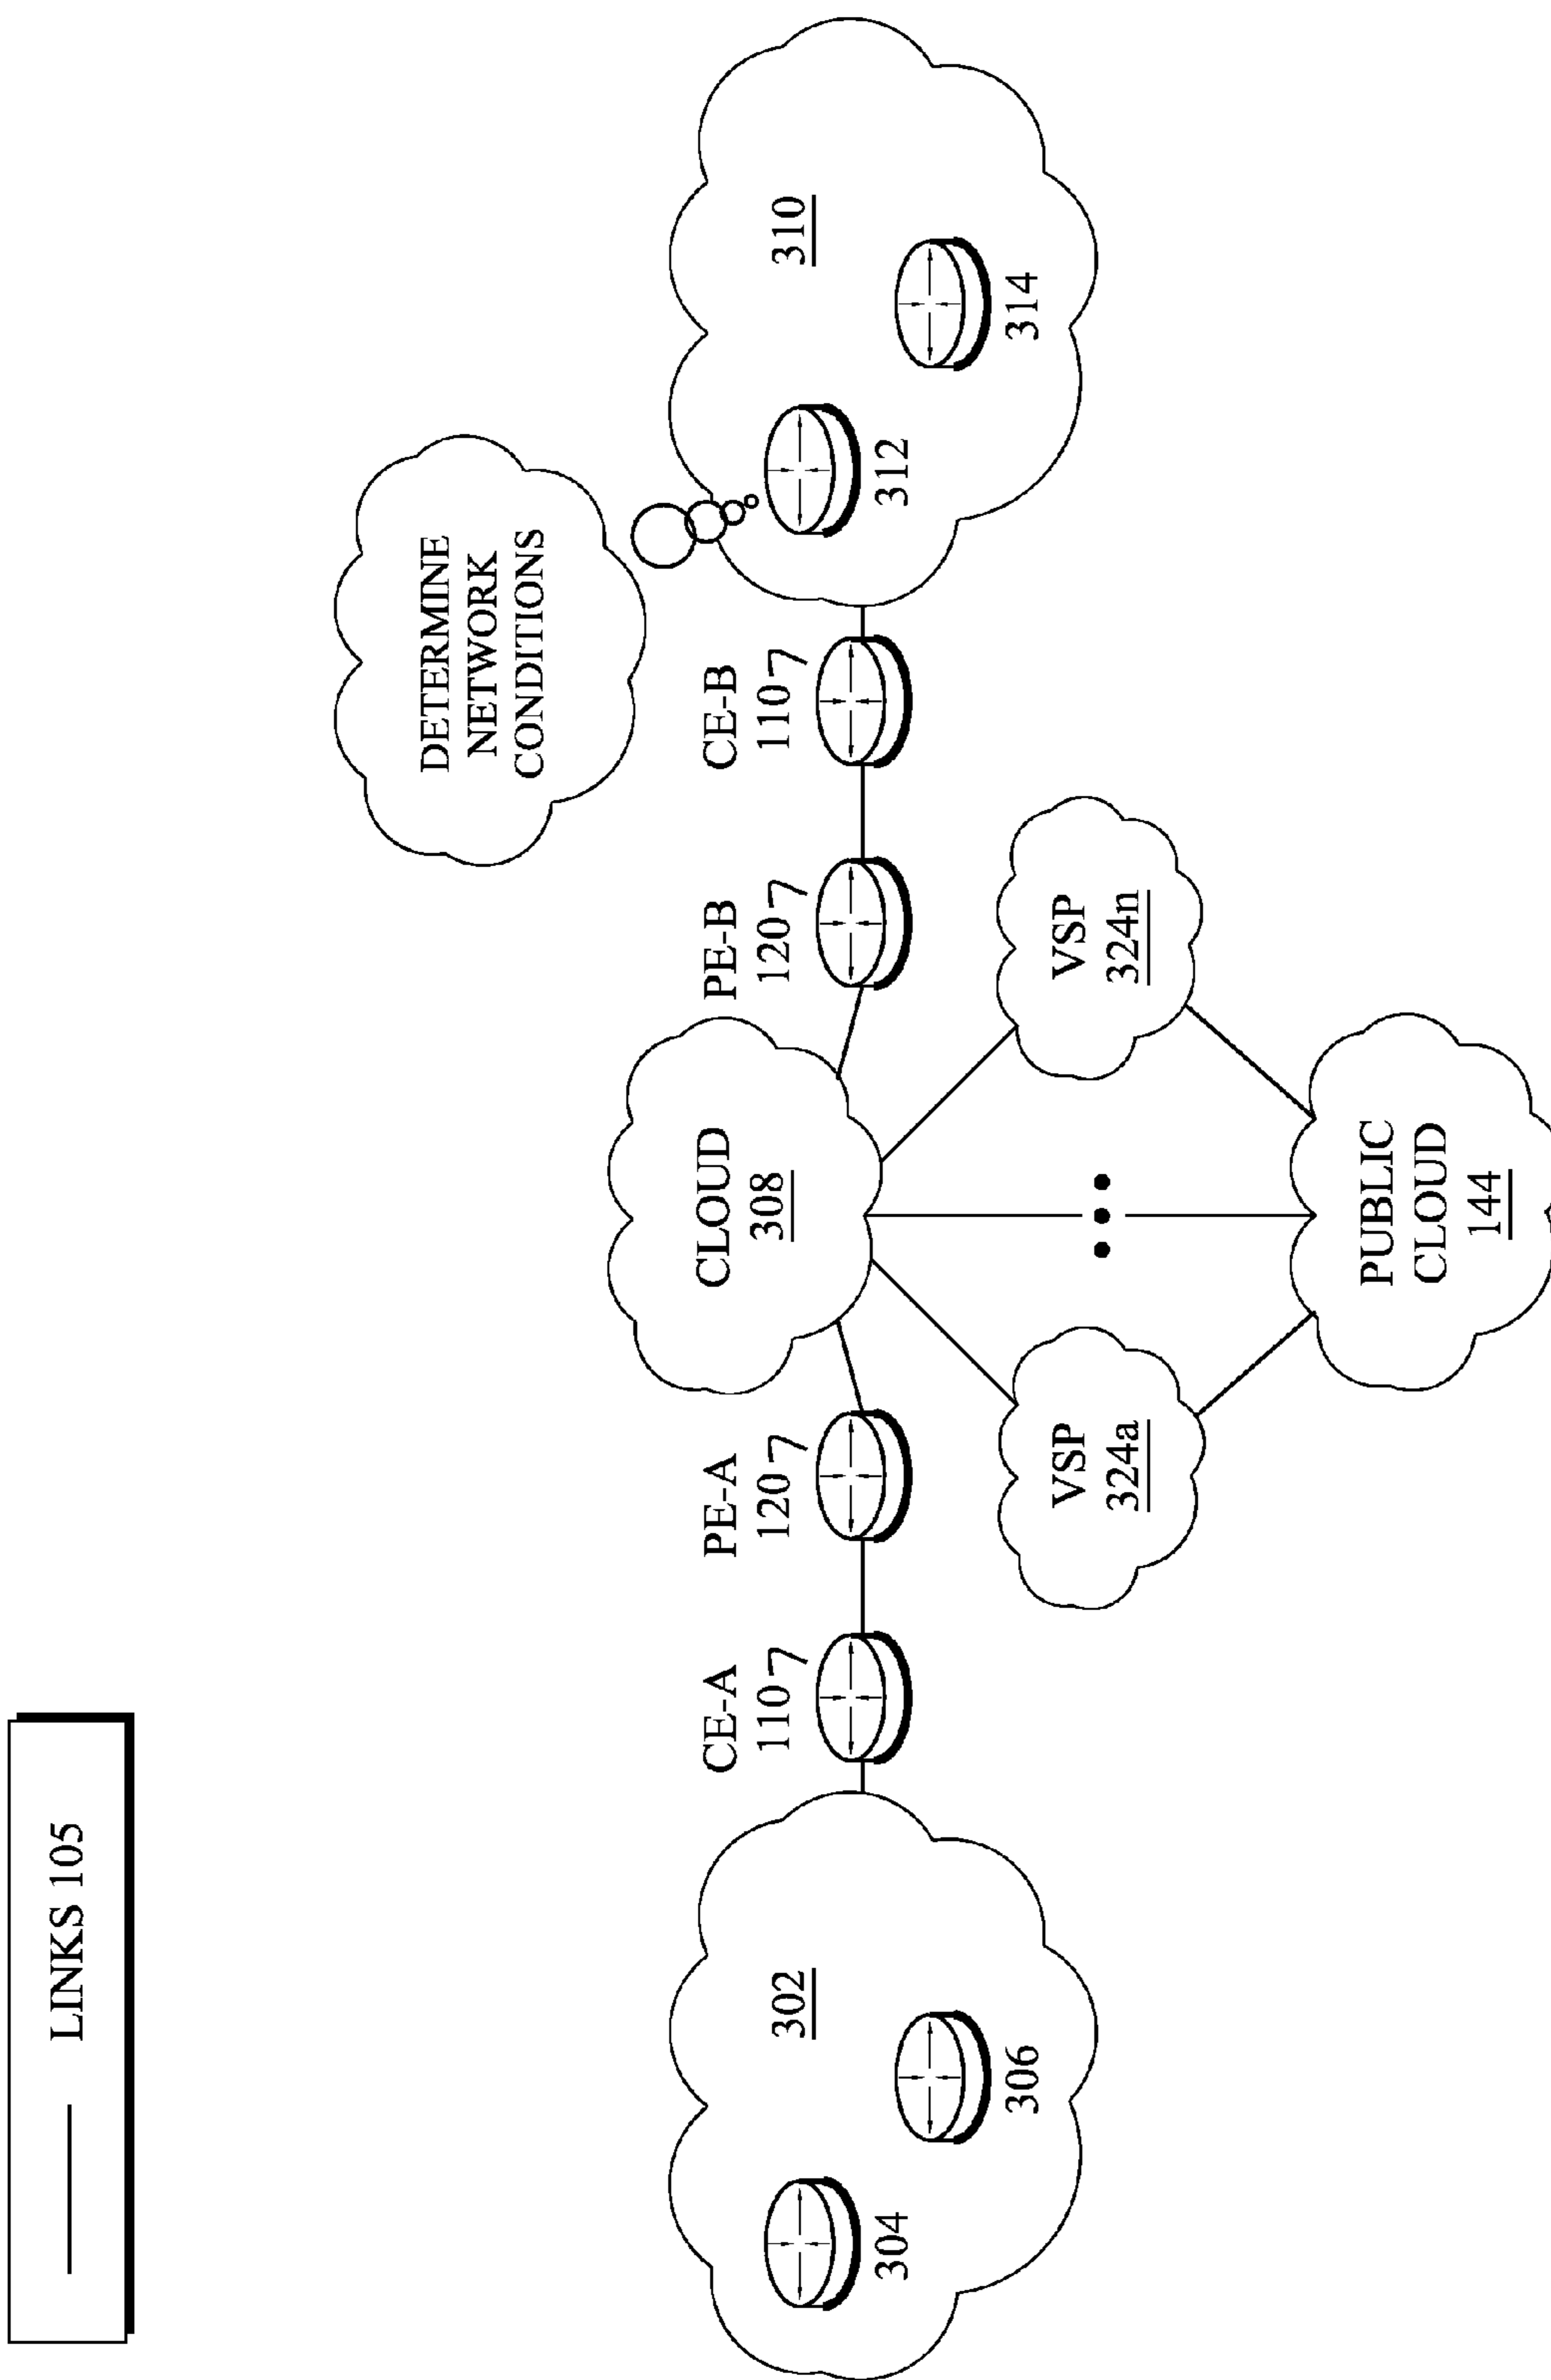 LINKS 105
DETERMINE
NETWORK
CONDITIONS
CE-A
110
PE-A
120
CLOUD
308
PE-B
120
CE-B
110
302
304
306
310
312
314
VSP
324a
VSP
324n
PUBLIC
CLOUD
144